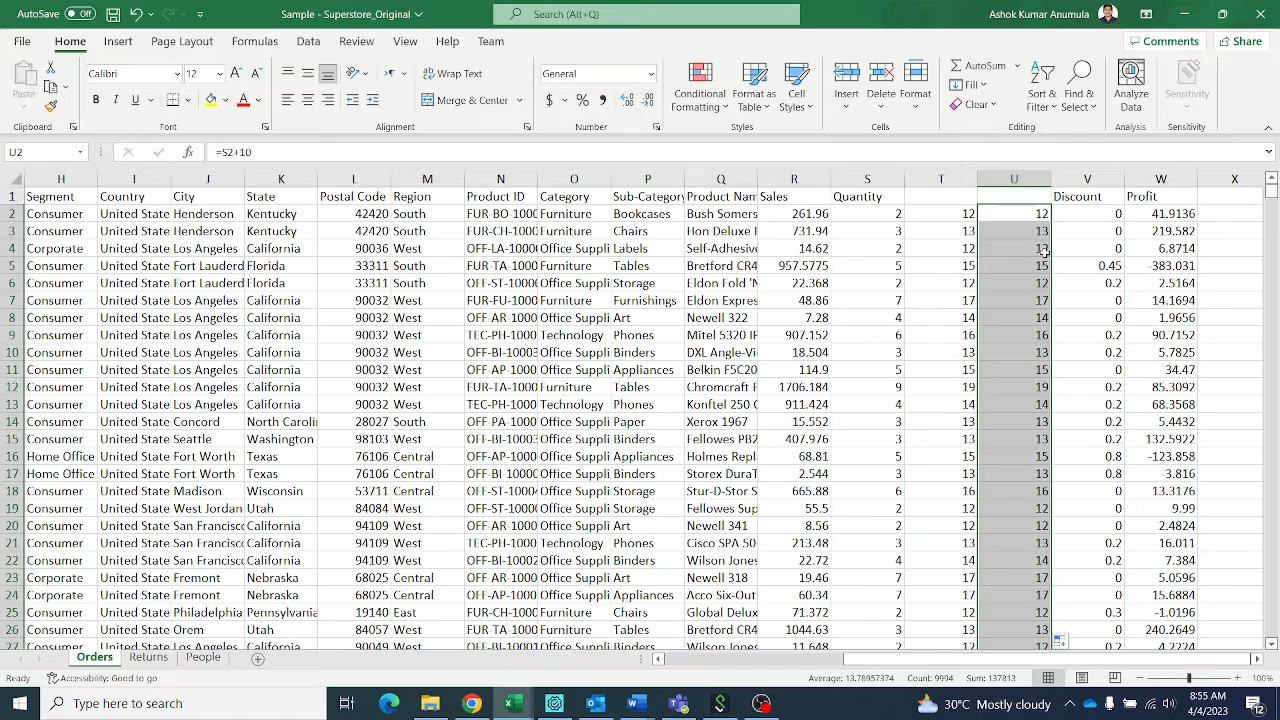 AutoSave Off Sample - Superstore_Original Search (Alt+Q) Ashok Kumar Anumula
File Home Insert Page Layout Formulas Data Review View Help Team Comments Share
Paste Calibri 12 Wrap Text General Conditional Formatting Format as Table Cell Styles Insert Delete Format AutoSum Sort & Filter Find & Select Analyze Data Sensitivity
B I U A Merge & Center $ % 9 Fill Clear
Clipboard Font Alignment Number Styles Cells Editing Analysis Sensitivity
U2 fx =S2+10
H I J K L M N O P Q R S T U V W X
1 Segment Country City State Postal Code Region Product ID Category Sub-Category Product Name Sales Quantity Discount Profit
2 Consumer United State Henderson Kentucky 42420 South FUR-BO-1000 Furniture Bookcases Bush Somers 261.96 2 12 12 0 41.9136
3 Consumer United State Henderson Kentucky 42420 South FUR-CH-1000 Furniture Chairs Hon Deluxe F 731.94 3 13 13 0 219.582
4 Corporate United State Los Angeles California 90036 West OFF-LA-1000 Office Suppli Labels Self-Adhesive 14.62 2 12 12 0 6.8714
5 Consumer United State Fort Lauderd Florida 33311 South FUR-TA-1000 Furniture Tables Bretford CR4 957.5775 5 15 15 0.45 -383.031
6 Consumer United State Fort Lauderd Florida 33311 South OFF-ST-1000 Office Suppli Storage Eldon Fold 'N 22.368 2 12 12 0.2 2.5164
7 Consumer United State Los Angeles California 90032 West FUR-FU-1000 Furniture Furnishings Eldon Expres 48.86 7 17 17 0 14.1694
8 Consumer United State Los Angeles California 90032 West OFF-AR-1000 Office Suppli Art Newell 322 7.28 4 14 14 0 1.9656
9 Consumer United State Los Angeles California 90032 West TEC-PH-1000 Technology Phones Mitel 5320 IF 907.152 6 16 16 0.2 90.7152
10 Consumer United State Los Angeles California 90032 West OFF-BI-10003 Office Suppli Binders DXL Angle-Vi 18.504 3 13 13 0.2 5.7825
11 Consumer United State Los Angeles California 90032 West OFF-AP-1000 Office Suppli Appliances Belkin F5C20 114.9 5 15 15 0 34.47
12 Consumer United State Los Angeles California 90032 West FUR-TA-1000 Furniture Tables Chromcraft F 1706.184 9 19 19 0.2 85.3092
13 Consumer United State Los Angeles California 90032 West TEC-PH-1000 Technology Phones Konftel 250 C 911.424 4 14 14 0.2 68.3568
14 Consumer United State Concord North Caroli 28027 South OFF-PA-1000 Office Suppli Paper Xerox 1967 15.552 3 13 13 0.2 5.4432
15 Consumer United State Seattle Washington 98103 West OFF-BI-10003 Office Suppli Binders Fellowes PB2 407.976 3 13 13 0.2 132.5922
16 Home Office United State Fort Worth Texas 76106 Central OFF-AP-1000 Office Suppli Appliances Holmes Repl 68.81 5 15 15 0.8 -123.858
17 Home Office United State Fort Worth Texas 76106 Central OFF-BI-10000 Office Suppli Binders Storex DuraT 2.544 3 13 13 0.8 -3.816
18 Consumer United State Madison Wisconsin 53711 Central OFF-ST-10004 Office Suppli Storage Stur-D-Stor S 665.88 6 16 16 0 13.3176
19 Consumer United State West Jordan Utah 84084 West OFF-ST-1000 Office Suppli Storage Fellowes Sup 55.5 2 12 12 0 9.99
20 Consumer United State San Francisco California 94109 West OFF-AR-1000 Office Suppli Art Newell 341 8.56 2 12 12 0 2.4824
21 Consumer United State San Francisco California 94109 West TEC-PH-1000 Technology Phones Cisco SPA 50 213.48 3 13 13 0.2 16.011
22 Consumer United State San Francisco California 94109 West OFF-BI-10002 Office Suppli Binders Wilson Jones 22.72 4 14 14 0.2 7.384
23 Corporate United State Fremont Nebraska 68025 Central OFF-AR-1000 Office Suppli Art Newell 318 19.46 7 17 17 0 5.0596
24 Corporate United State Fremont Nebraska 68025 Central OFF-AP-1000 Office Suppli Appliances Acco Six-Out 60.34 7 17 17 0 15.6884
25 Consumer United State Philadelphia Pennsylvania 19140 East FUR-CH-1000 Furniture Chairs Global Delux 71.372 2 12 12 0.3 -1.0196
26 Consumer United State Orem Utah 84057 West FUR-TA-1000 Furniture Tables Bretford CR4 1044.63 3 13 13 0 240.2649
27 Consumer United State Los Angeles California 90049 West OFF-BI-10001 Office Suppli Binders Wilson Jones 11.648 2 12 12 0.2 4.2224
Orders Returns People
Ready Accessibility: Good to go Average: 13.78957374 Count: 9994 Sum: 137813 100%
Type here to search 30°C Mostly cloudy 8:55 AM
4/4/2023